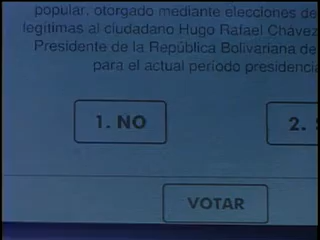 popular, otorgado mediante elecciones de
legítimas al ciudadano Hugo Rafael Chávez
Presidente de la República Bolivariana de
para el actual período presidencia
1. NO
2.
VOTAR